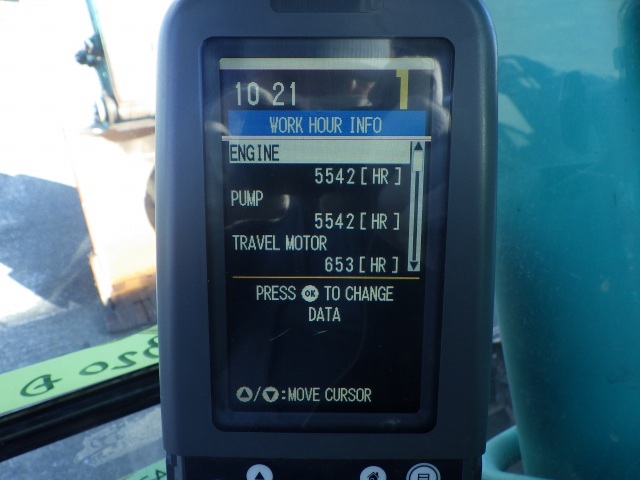 10 21
WORK HOUR INFO
ENGINE
5542[HR]
PUMP
5542[HR]
TRAVEL MOTOR
653[HR]
PRESS OK TO CHANGE
DATA
▲/▼:MOVE CURSOR